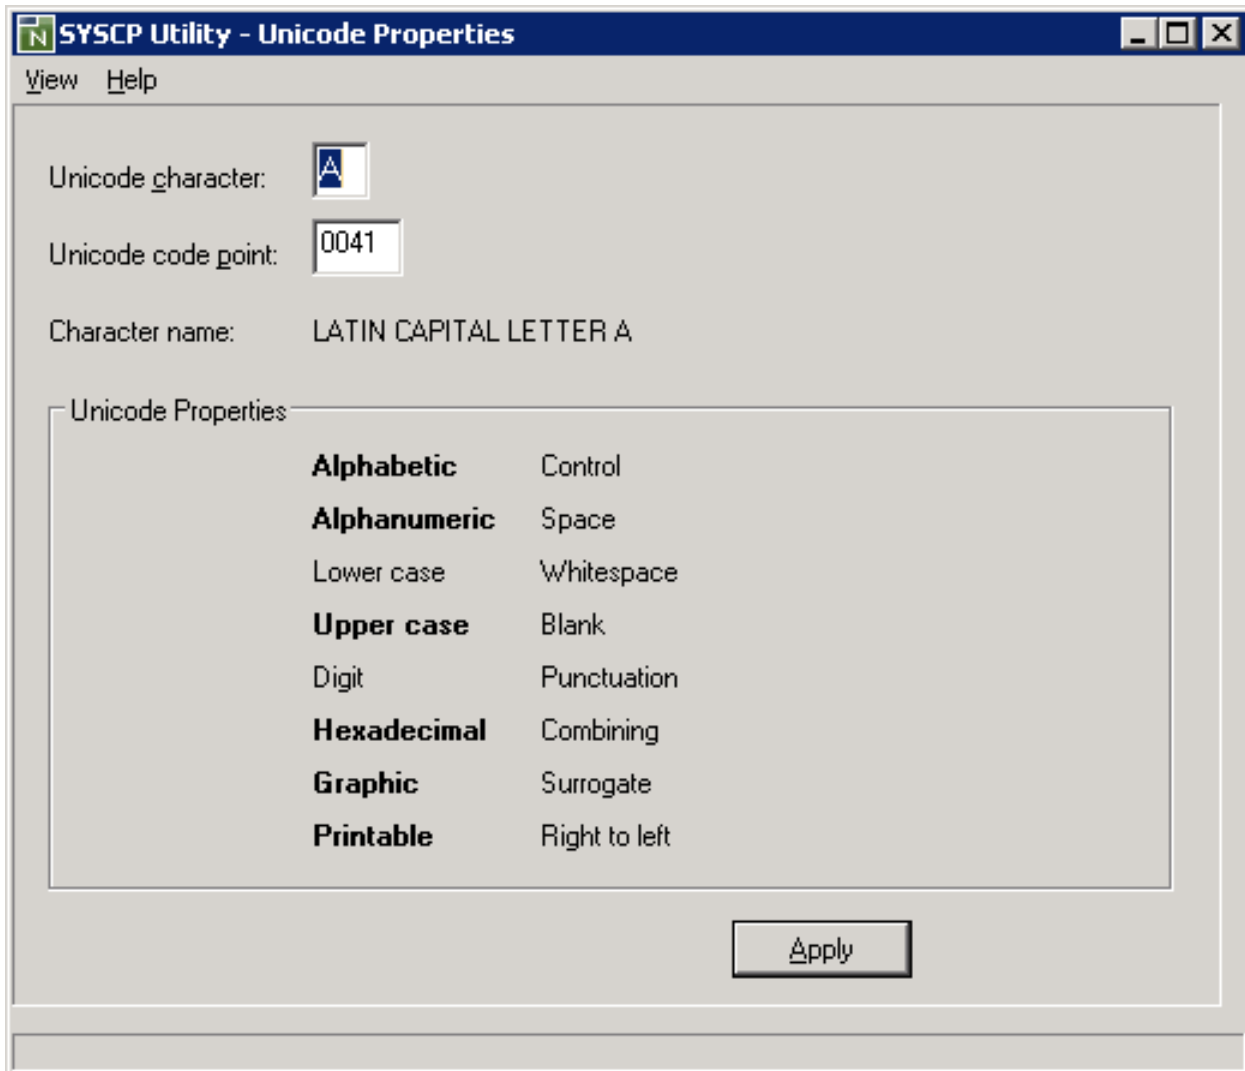 SYSCP Utility - Unicode Properties
View Help
Unicode character: A
Unicode code point: 0041
Character name: LATIN CAPITAL LETTER A
Unicode Properties
Alphabetic Control
Alphanumeric Space
Lower case Whitespace
Upper case Blank
Digit Punctuation
Hexadecimal Combining
Graphic Surrogate
Printable Right to left
Apply